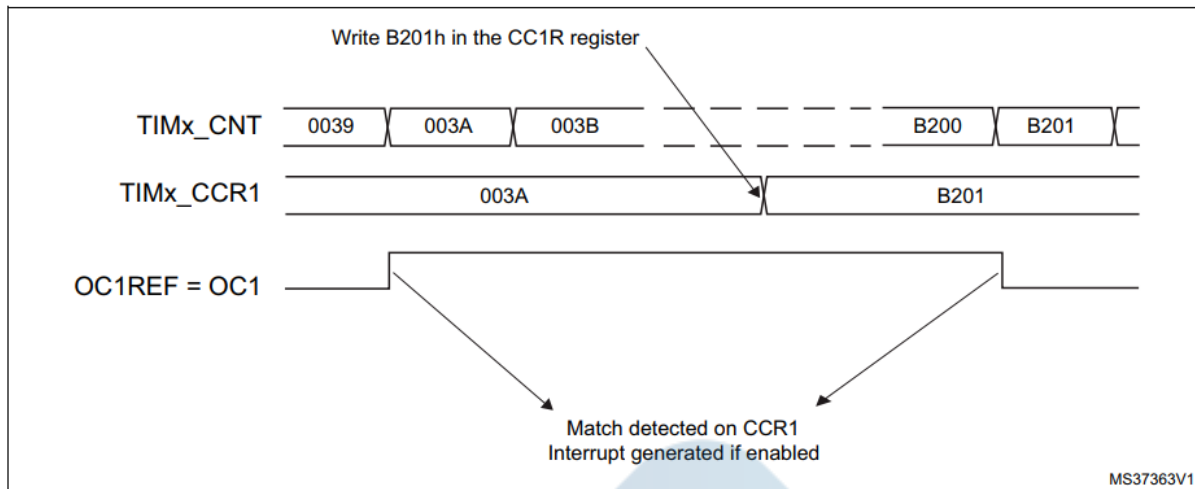 Write B201h in the CC1R register
TIMx_CNT 0039 003A 003B B200 B201
TIMx_CCR1 003A B201
OC1REF = OC1
Match detected on CCR1
Interrupt generated if enabled
MS37363V1